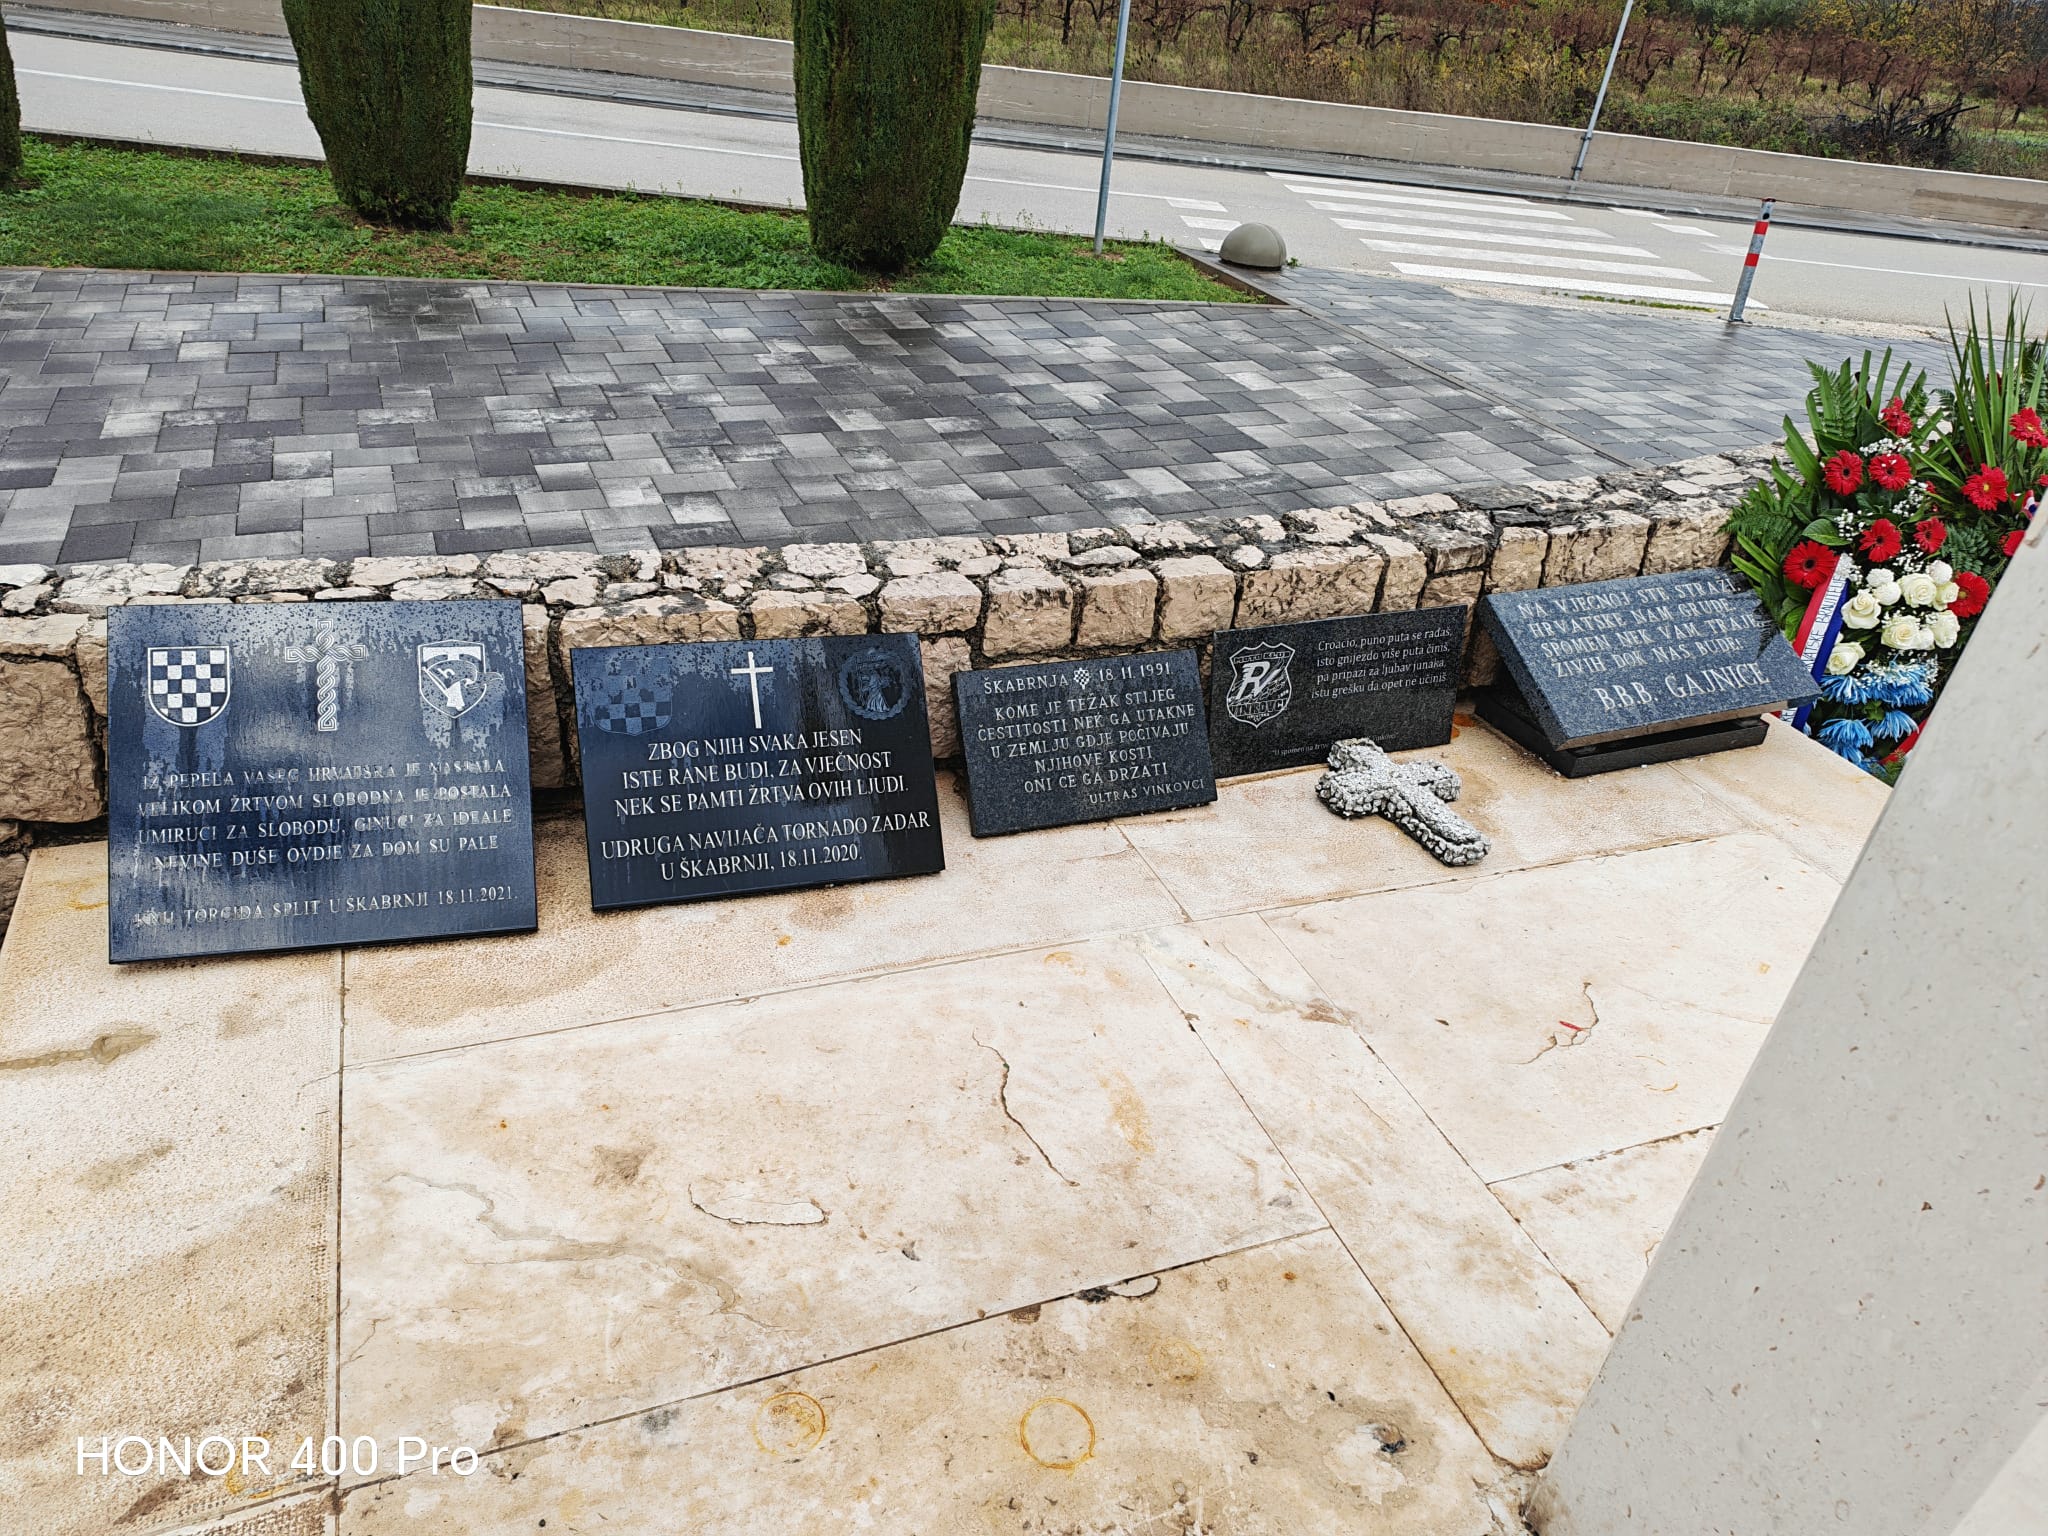 IZ PEPELA VAŠEG HRVATSKA JE NASTALA
VELIKOM ŽRTVOM SLOBODNA JE POSTALA
UMIRUĆI ZA SLOBODU, GINUĆI ZA IDEALE
NEVINE DUŠE OVDJE ZA DOM SU PALE
TORCIDA SPLIT U ŠKABRNJI 18.11.2021.
ZBOG NJIH SVAKA JESEN
ISTE RANE BUDI, ZA VJEČNOST
NEK SE PAMTI ŽRTVA OVIH LJUDI.
UDRUGA NAVIJAČA TORNADO ZADAR
U ŠKABRNJI, 18.11.2020.
ŠKABRNJA 18.11.1991.
KOME JE TEŽAK STIJEG
ČESTITOSTI NEK GA UTAKNE
U ZEMLJU GDJE POČIVAJU
NJIHOVE KOSTI
ONI ĆE GA DRŽATI
ULTRAS VINKOVCI
MOTO KLUB
VINKOVCI
Croacio, puno puta se rađaš,
isto gnijezdo više puta činiš,
pa pripazi za ljubav junaka,
istu grešku da opet ne učiniš
"U spomen na žrtve
NA VJEČNOJ STE STRAŽI
HRVATSKE NAM GRUDE,
SPOMEN NEK VAM TRAJE
ŽIVIH DOK NAS BUDE.
B.B.B. GAJNICE
HONOR 400 Pro